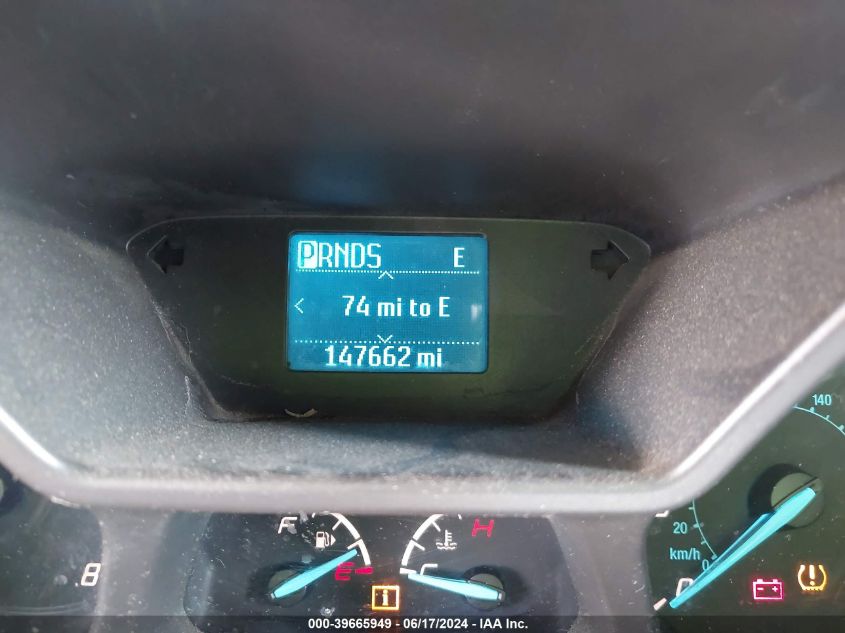 PRNDS E
74 mi to E
147662 mi
140
F H
20
km/h
0
E C
.8
000-39665949 - 06/17/2024 - IAA Inc.